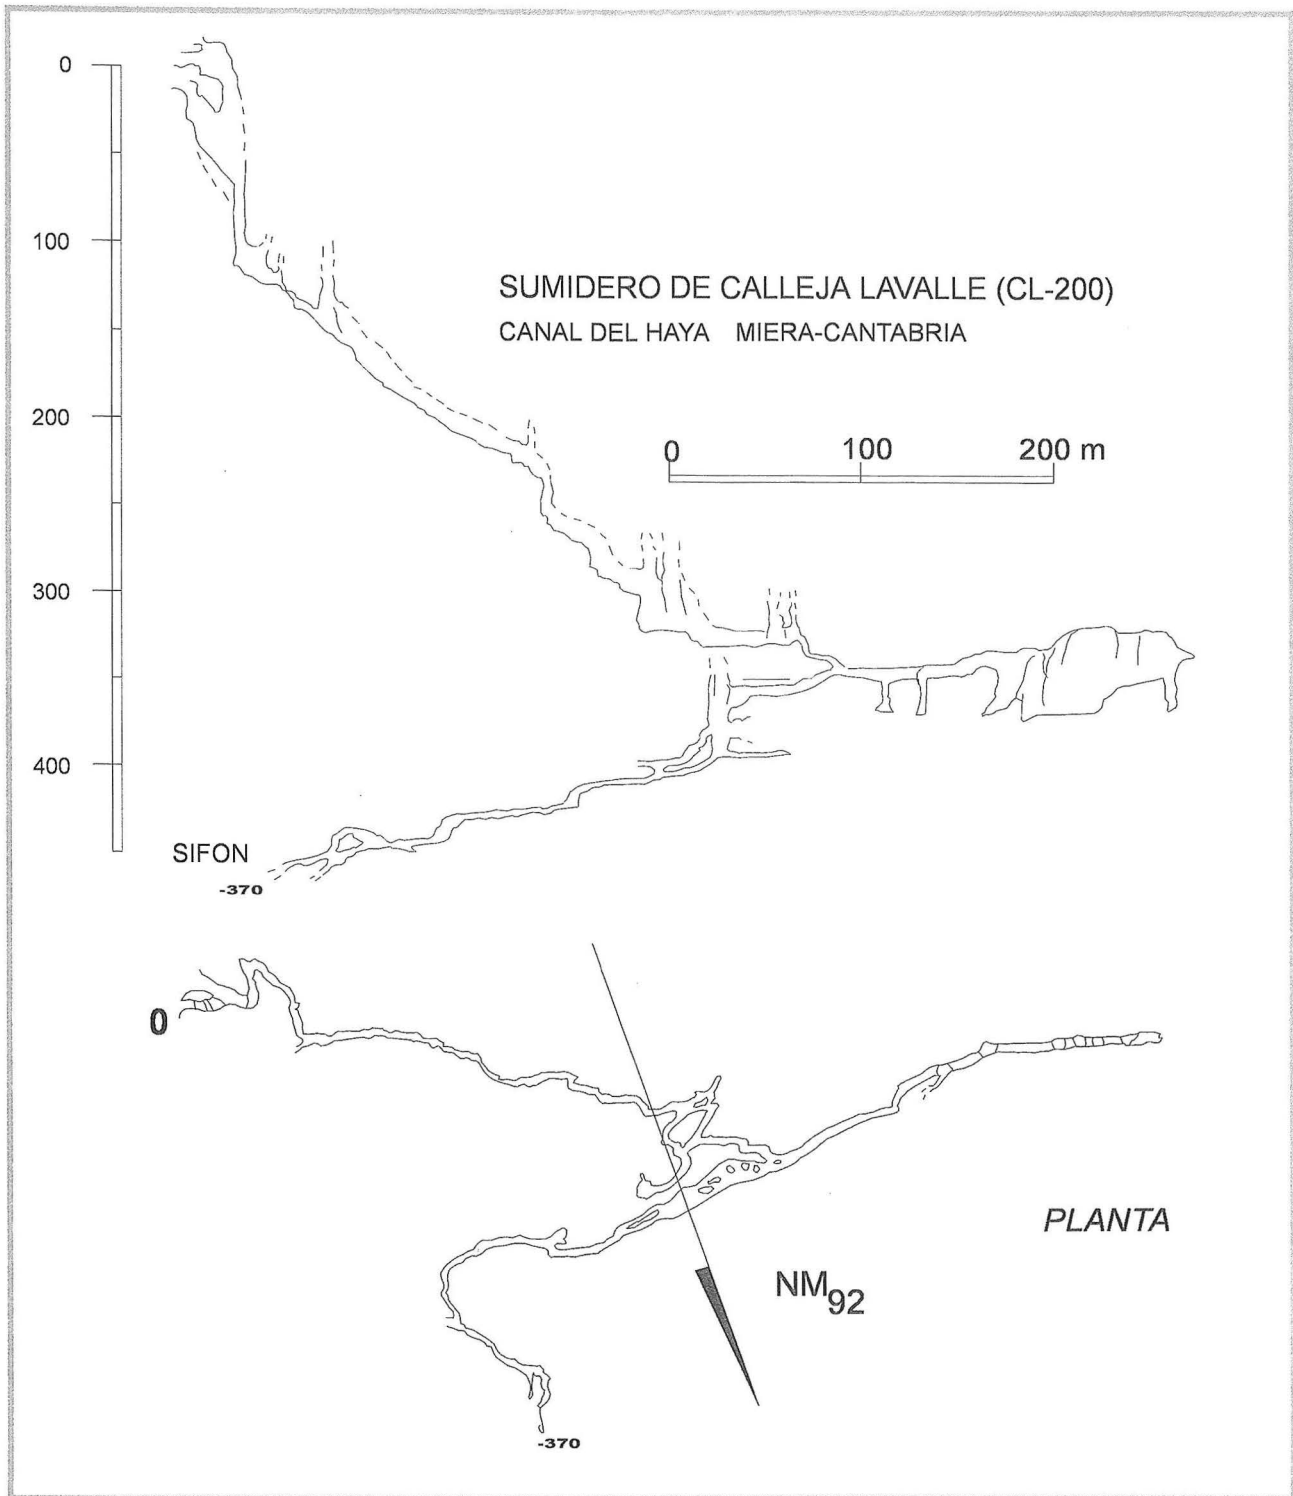 0
100
SUMIDERO DE CALLEJA LAVALLE (CL-200)
CANAL DEL HAYA MIERA-CANTABRIA
200
0 100 200 m
300
400
SIFON
-370
0
PLANTA
NM92
-370